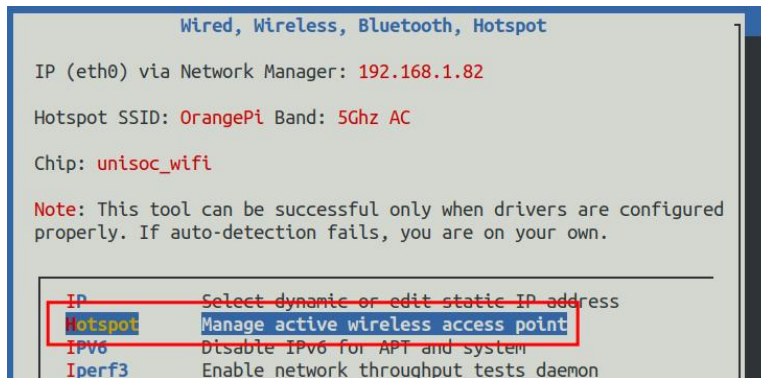 Wired, Wireless, Bluetooth, Hotspot
IP (eth0) via Network Manager: 192.168.1.82
Hotspot SSID: OrangePi Band: 5Ghz AC
Chip: unisoc_wifi
Note: This tool can be successful only when drivers are configured
properly. If auto-detection fails, you are on your own.
IP Select dynamic or edit static IP address
Hotspot Manage active wireless access point
IPV6 Disable IPv6 for APT and system
Iperf3 Enable network throughput tests daemon